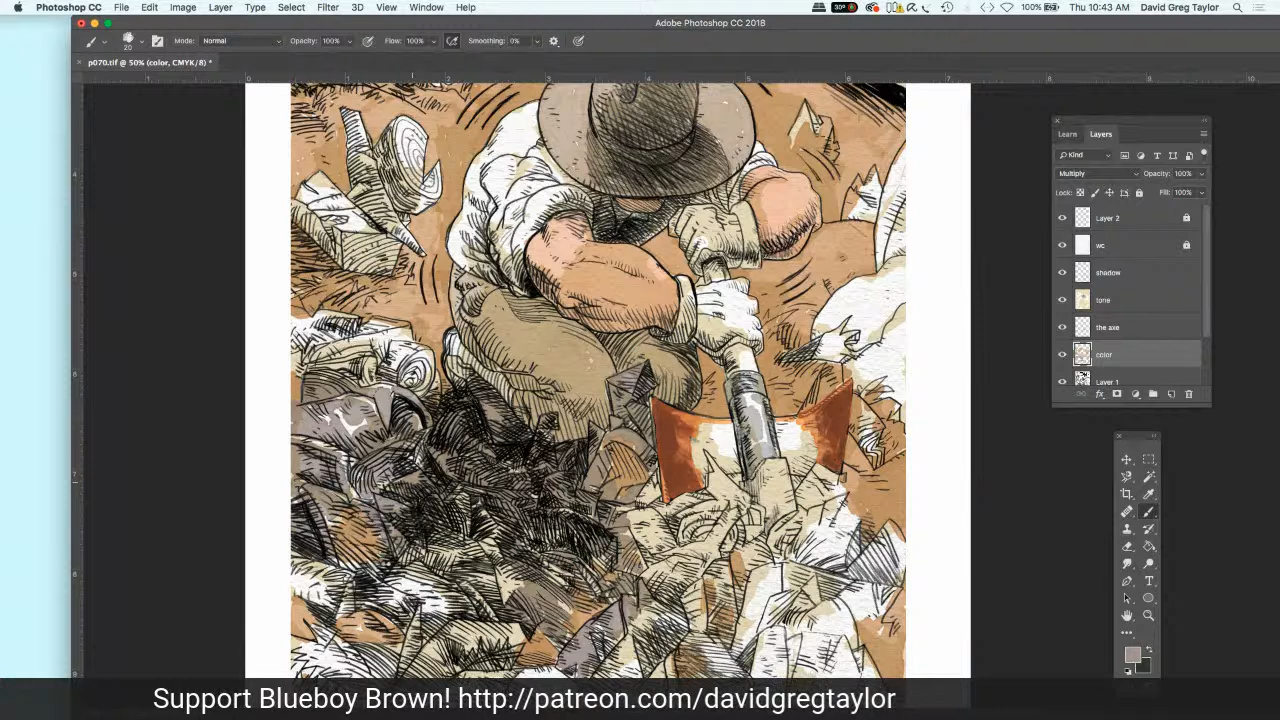 Photoshop CC File Edit Image Layer Type Select Filter 3D View Window Help 100% Thu 10:43 AM David Greg Taylor
Adobe Photoshop CC 2018
20 Mode: Normal Opacity: 100% Flow: 100% Smoothing: 0%
× p070.tif @ 50% (color, CMYK/8) *
Learn Layers
Kind
Multiply Opacity: 100%
Lock: Fill: 100%
Layer 2
wc
shadow
tone
the axe
color
Layer 1
Support Blueboy Brown! http://patreon.com/davidgregtaylor